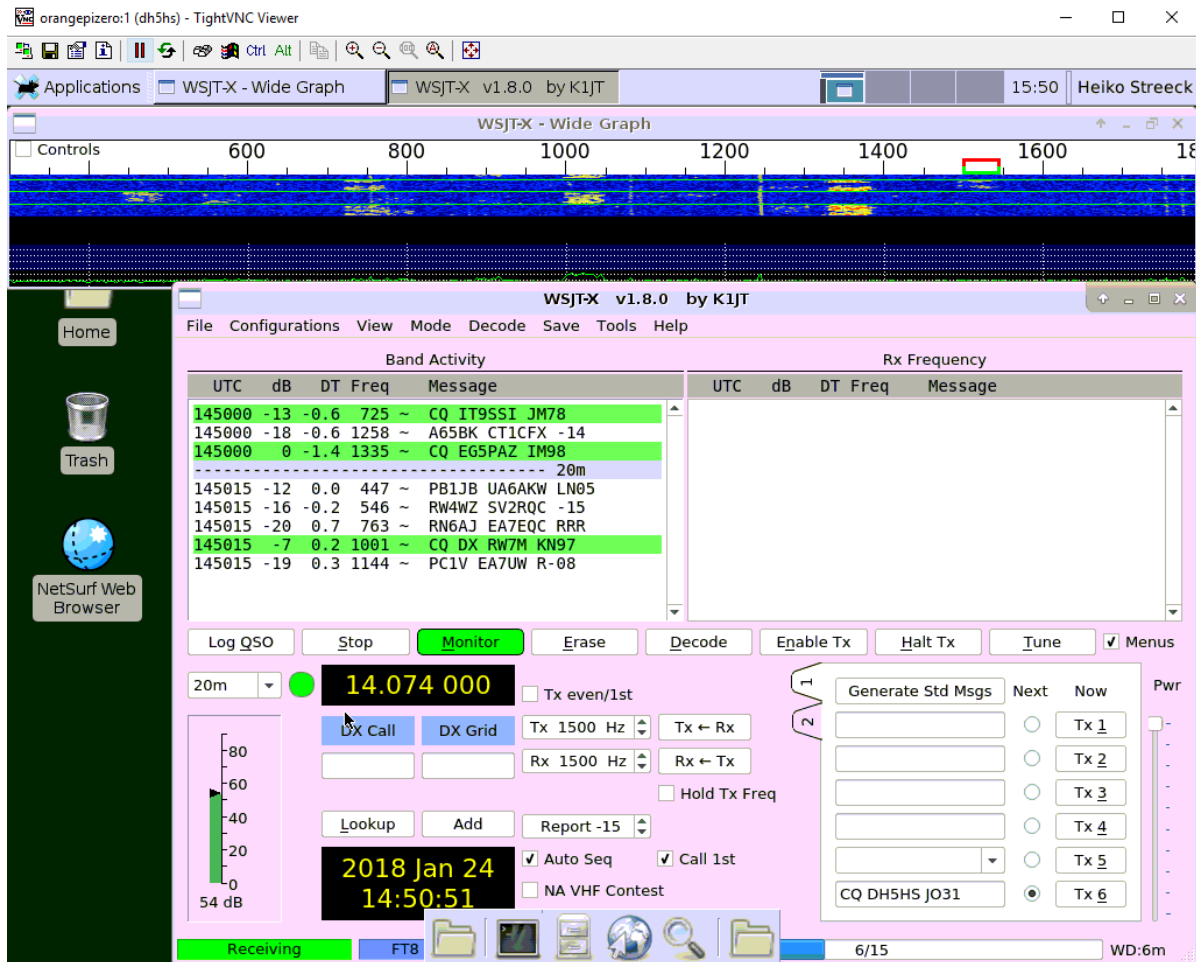 orangepizero:1 (dh5hs) - TightVNC Viewer
Ctrl Alt
Applications WSJT-X - Wide Graph WSJT-X v1.8.0 by K1JT 15:50 Heiko Streeck
WSJT-X - Wide Graph
Controls 600 800 1000 1200 1400 1600 18
WSJT-X v1.8.0 by K1JT
Home
File Configurations View Mode Decode Save Tools Help
Band Activity Rx Frequency
UTC dB DT Freq Message UTC dB DT Freq Message
145000 -13 -0.6 725 ~ CQ IT9SSI JM78
145000 -18 -0.6 1258 ~ A65BK CT1CFX -14
145000 0 -1.4 1335 ~ CQ EG5PAZ IM98
------------------------------------ 20m
145015 -12 0.0 447 ~ PB1JB UA6AKW LN05
145015 -16 -0.2 546 ~ RW4WZ SV2RQC -15
145015 -20 0.7 763 ~ RN6AJ EA7EQC RRR
145015 -7 0.2 1001 ~ CQ DX RW7M KN97
145015 -19 0.3 1144 ~ PC1V EA7UW R-08
Trash
NetSurf Web
Browser
Log QSO Stop Monitor Erase Decode Enable Tx Halt Tx Tune Menus
20m 14.074 000 Tx even/1st 1 Generate Std Msgs Next Now Pwr
DX Call DX Grid Tx 1500 Hz Tx ← Rx 2 Tx 1
Rx 1500 Hz Rx ← Tx Tx 2
Hold Tx Freq Tx 3
Lookup Add Report -15 Tx 4
Auto Seq Call 1st Tx 5
NA VHF Contest CQ DH5HS JO31 Tx 6
80
60
40
20
0
54 dB
2018 Jan 24
14:50:51
Receiving FT8 6/15 WD:6m